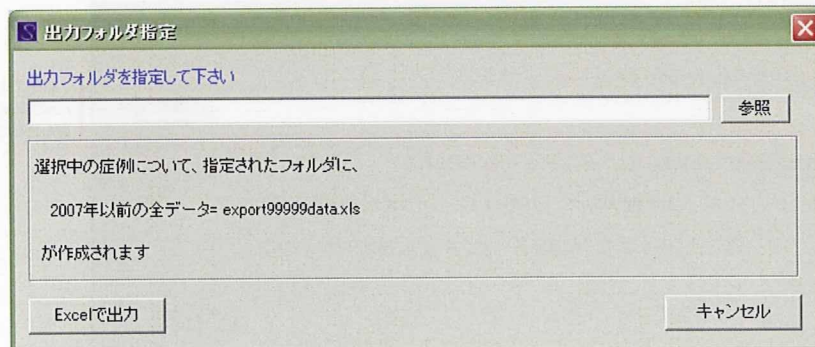 S 出力フォルダ指定
出力フォルダを指定して下さい
参照
選択中の症例について、指定されたフォルダに、
2007年以前の全データ= export99999data.xls
が作成されます
Excelで出力 キャンセル